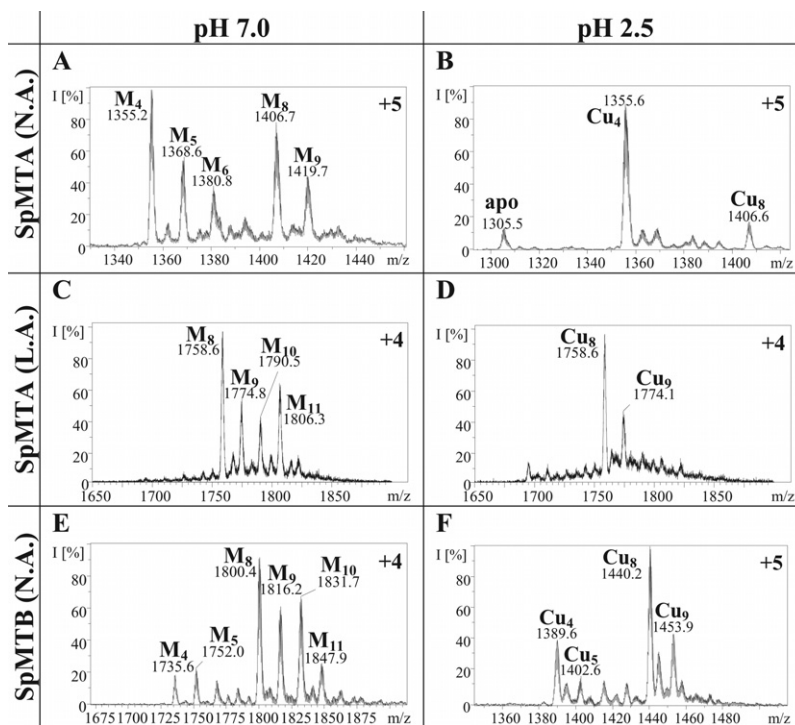 pH 7.0
pH 2.5
SpMTA (N.A.)
A
I [%]
80
60
40
20
0
M4
1355.2
M5
1368.6
M6
1380.8
M8
1406.7
M9
1419.7
+5
1340 1360 1380 1400 1420 m/z
B
I [%]
80
60
40
20
0
apo
1305.5
1355.6
Cu4
Cu8
1406.6
+5
1300 1320 1340 1360 1380 1400 m/z
SpMTA (L.A.)
C
I [%]
80
60
40
20
0
M8
1758.6
M9
1774.8
M10
1790.5
M11
1806.3
+4
1650 1700 1750 1800 1850 m/z
D
I [%]
80
60
40
20
0
Cu8
1758.6
Cu9
1774.1
+4
1650 1700 1750 1800 1850 m/z
SpMTB (N.A.)
E
I [%]
80
60
40
20
0
M4
1735.6
M5
1752.0
M8
1800.4
M9
1816.2
M10
1831.7
M11
1847.9
+4
1675 1700 1725 1750 1775 1800 1825 1850 1875 m/z
F
I [%]
80
60
40
20
0
Cu4
1389.6
Cu5
1402.6
Cu8
1440.2
Cu9
1453.9
+5
1360 1380 1400 1420 1440 1460 1480 m/z